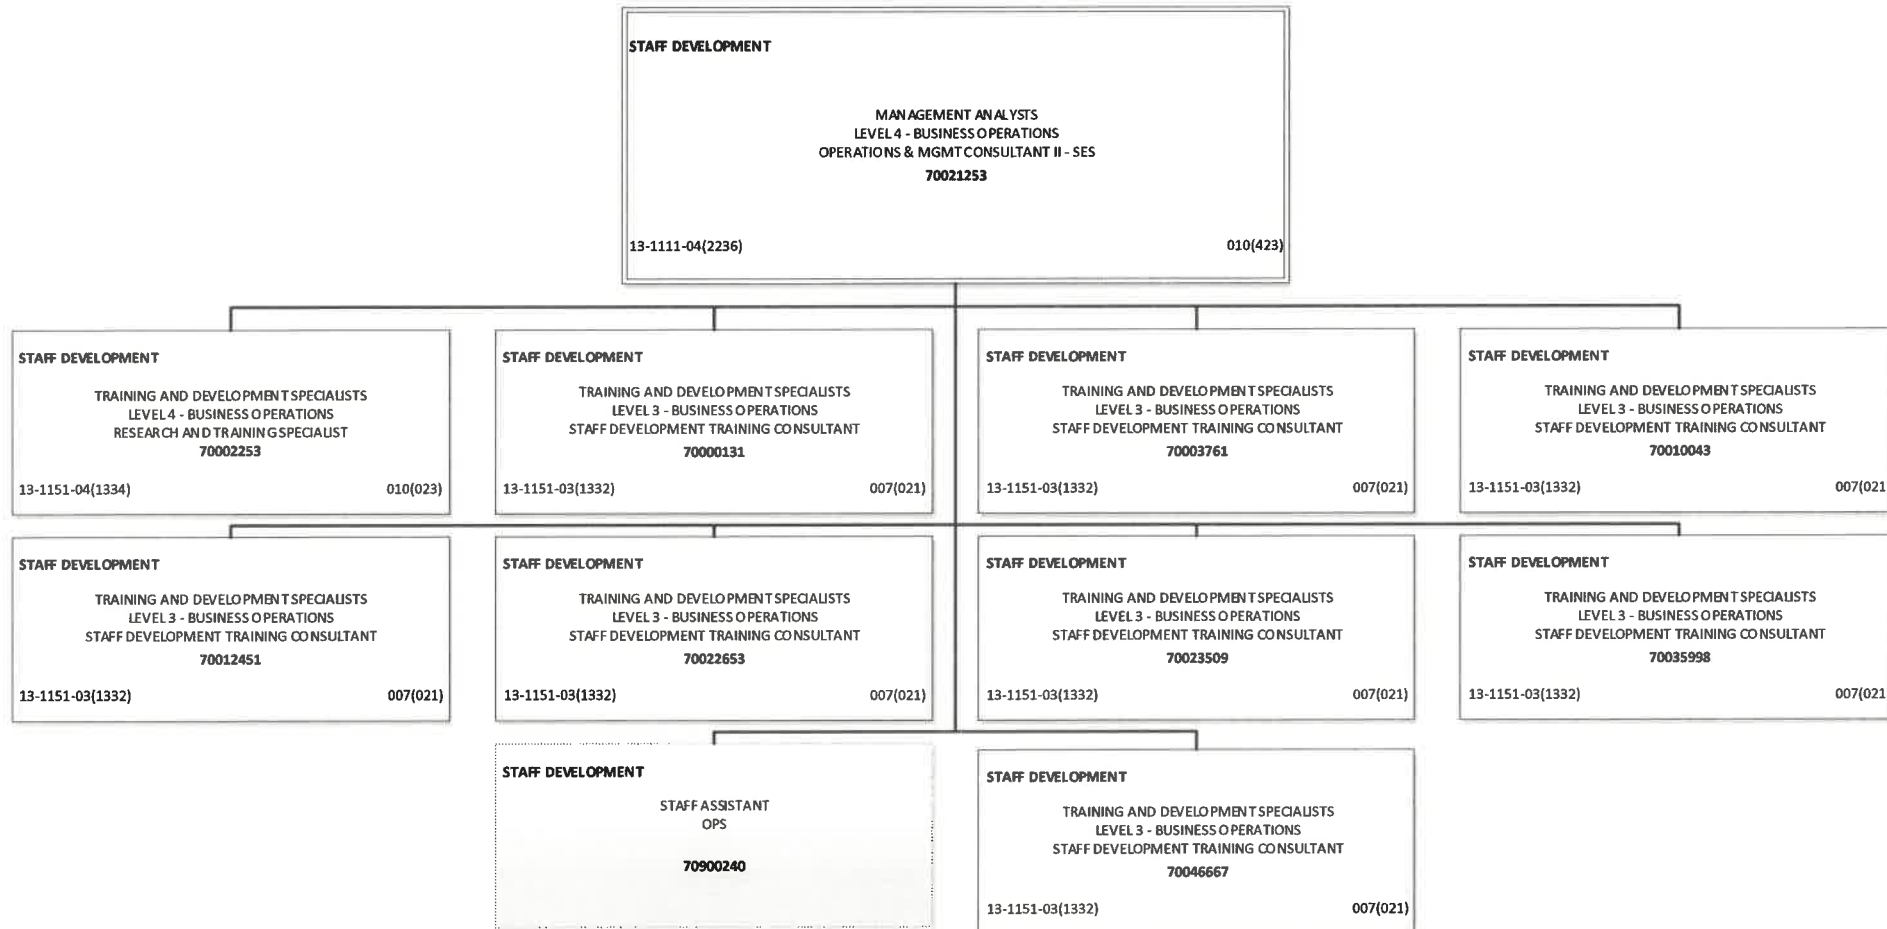 STAFF DEVELOPMENT
MANAGEMENT ANALYSTS
LEVEL 4 - BUSINESS OPERATIONS
OPERATIONS & MGMT CONSULTANT II - SES
70021253
13-1111-04(2236) 010(423)
STAFF DEVELOPMENT
TRAINING AND DEVELOPMENT SPECIALISTS
LEVEL 4 - BUSINESS OPERATIONS
RESEARCH AND TRAINING SPECIALIST
70002253
13-1151-04(1334) 010(023)
STAFF DEVELOPMENT
TRAINING AND DEVELOPMENT SPECIALISTS
LEVEL 3 - BUSINESS OPERATIONS
STAFF DEVELOPMENT TRAINING CONSULTANT
70000131
13-1151-03(1332) 007(021)
STAFF DEVELOPMENT
TRAINING AND DEVELOPMENT SPECIALISTS
LEVEL 3 - BUSINESS OPERATIONS
STAFF DEVELOPMENT TRAINING CONSULTANT
70003761
13-1151-03(1332) 007(021)
STAFF DEVELOPMENT
TRAINING AND DEVELOPMENT SPECIALISTS
LEVEL 3 - BUSINESS OPERATIONS
STAFF DEVELOPMENT TRAINING CONSULTANT
70010043
13-1151-03(1332) 007(021
STAFF DEVELOPMENT
TRAINING AND DEVELOPMENT SPECIALISTS
LEVEL 3 - BUSINESS OPERATIONS
STAFF DEVELOPMENT TRAINING CONSULTANT
70012451
13-1151-03(1332) 007(021)
STAFF DEVELOPMENT
TRAINING AND DEVELOPMENT SPECIALISTS
LEVEL 3 - BUSINESS OPERATIONS
STAFF DEVELOPMENT TRAINING CONSULTANT
70022653
13-1151-03(1332) 007(021)
STAFF DEVELOPMENT
TRAINING AND DEVELOPMENT SPECIALISTS
LEVEL 3 - BUSINESS OPERATIONS
STAFF DEVELOPMENT TRAINING CONSULTANT
70023509
13-1151-03(1332) 007(021)
STAFF DEVELOPMENT
TRAINING AND DEVELOPMENT SPECIALISTS
LEVEL 3 - BUSINESS OPERATIONS
STAFF DEVELOPMENT TRAINING CONSULTANT
70035998
13-1151-03(1332) 007(021
STAFF DEVELOPMENT
STAFF ASSISTANT
OPS
70900240
STAFF DEVELOPMENT
TRAINING AND DEVELOPMENT SPECIALISTS
LEVEL 3 - BUSINESS OPERATIONS
STAFF DEVELOPMENT TRAINING CONSULTANT
70046667
13-1151-03(1332) 007(021)